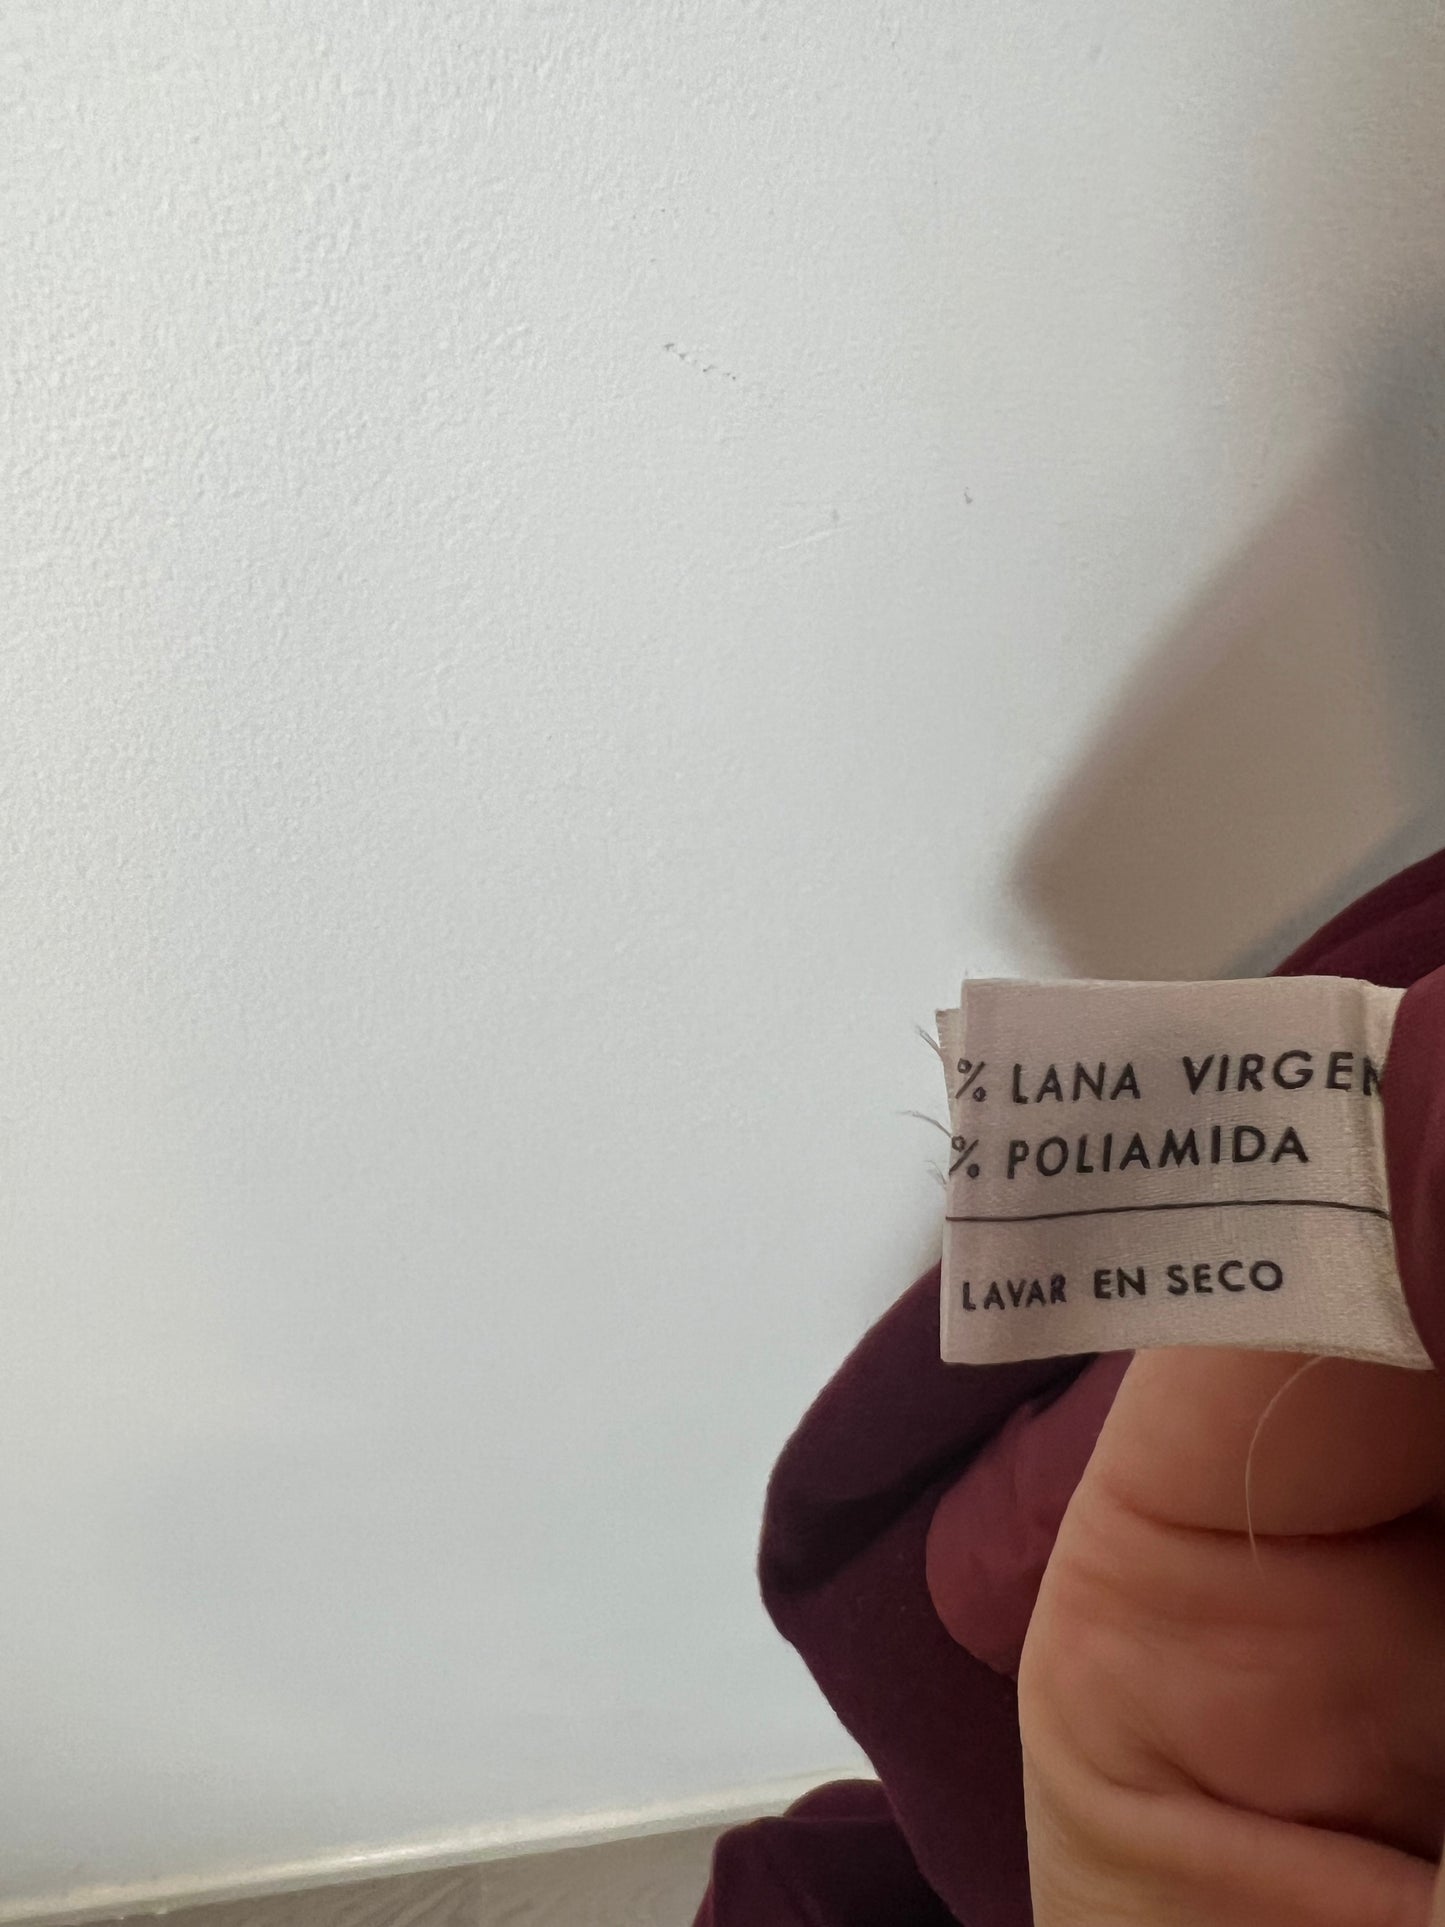 % LANA VIRGEN
% POLIAMIDA
LAVAR EN SECO